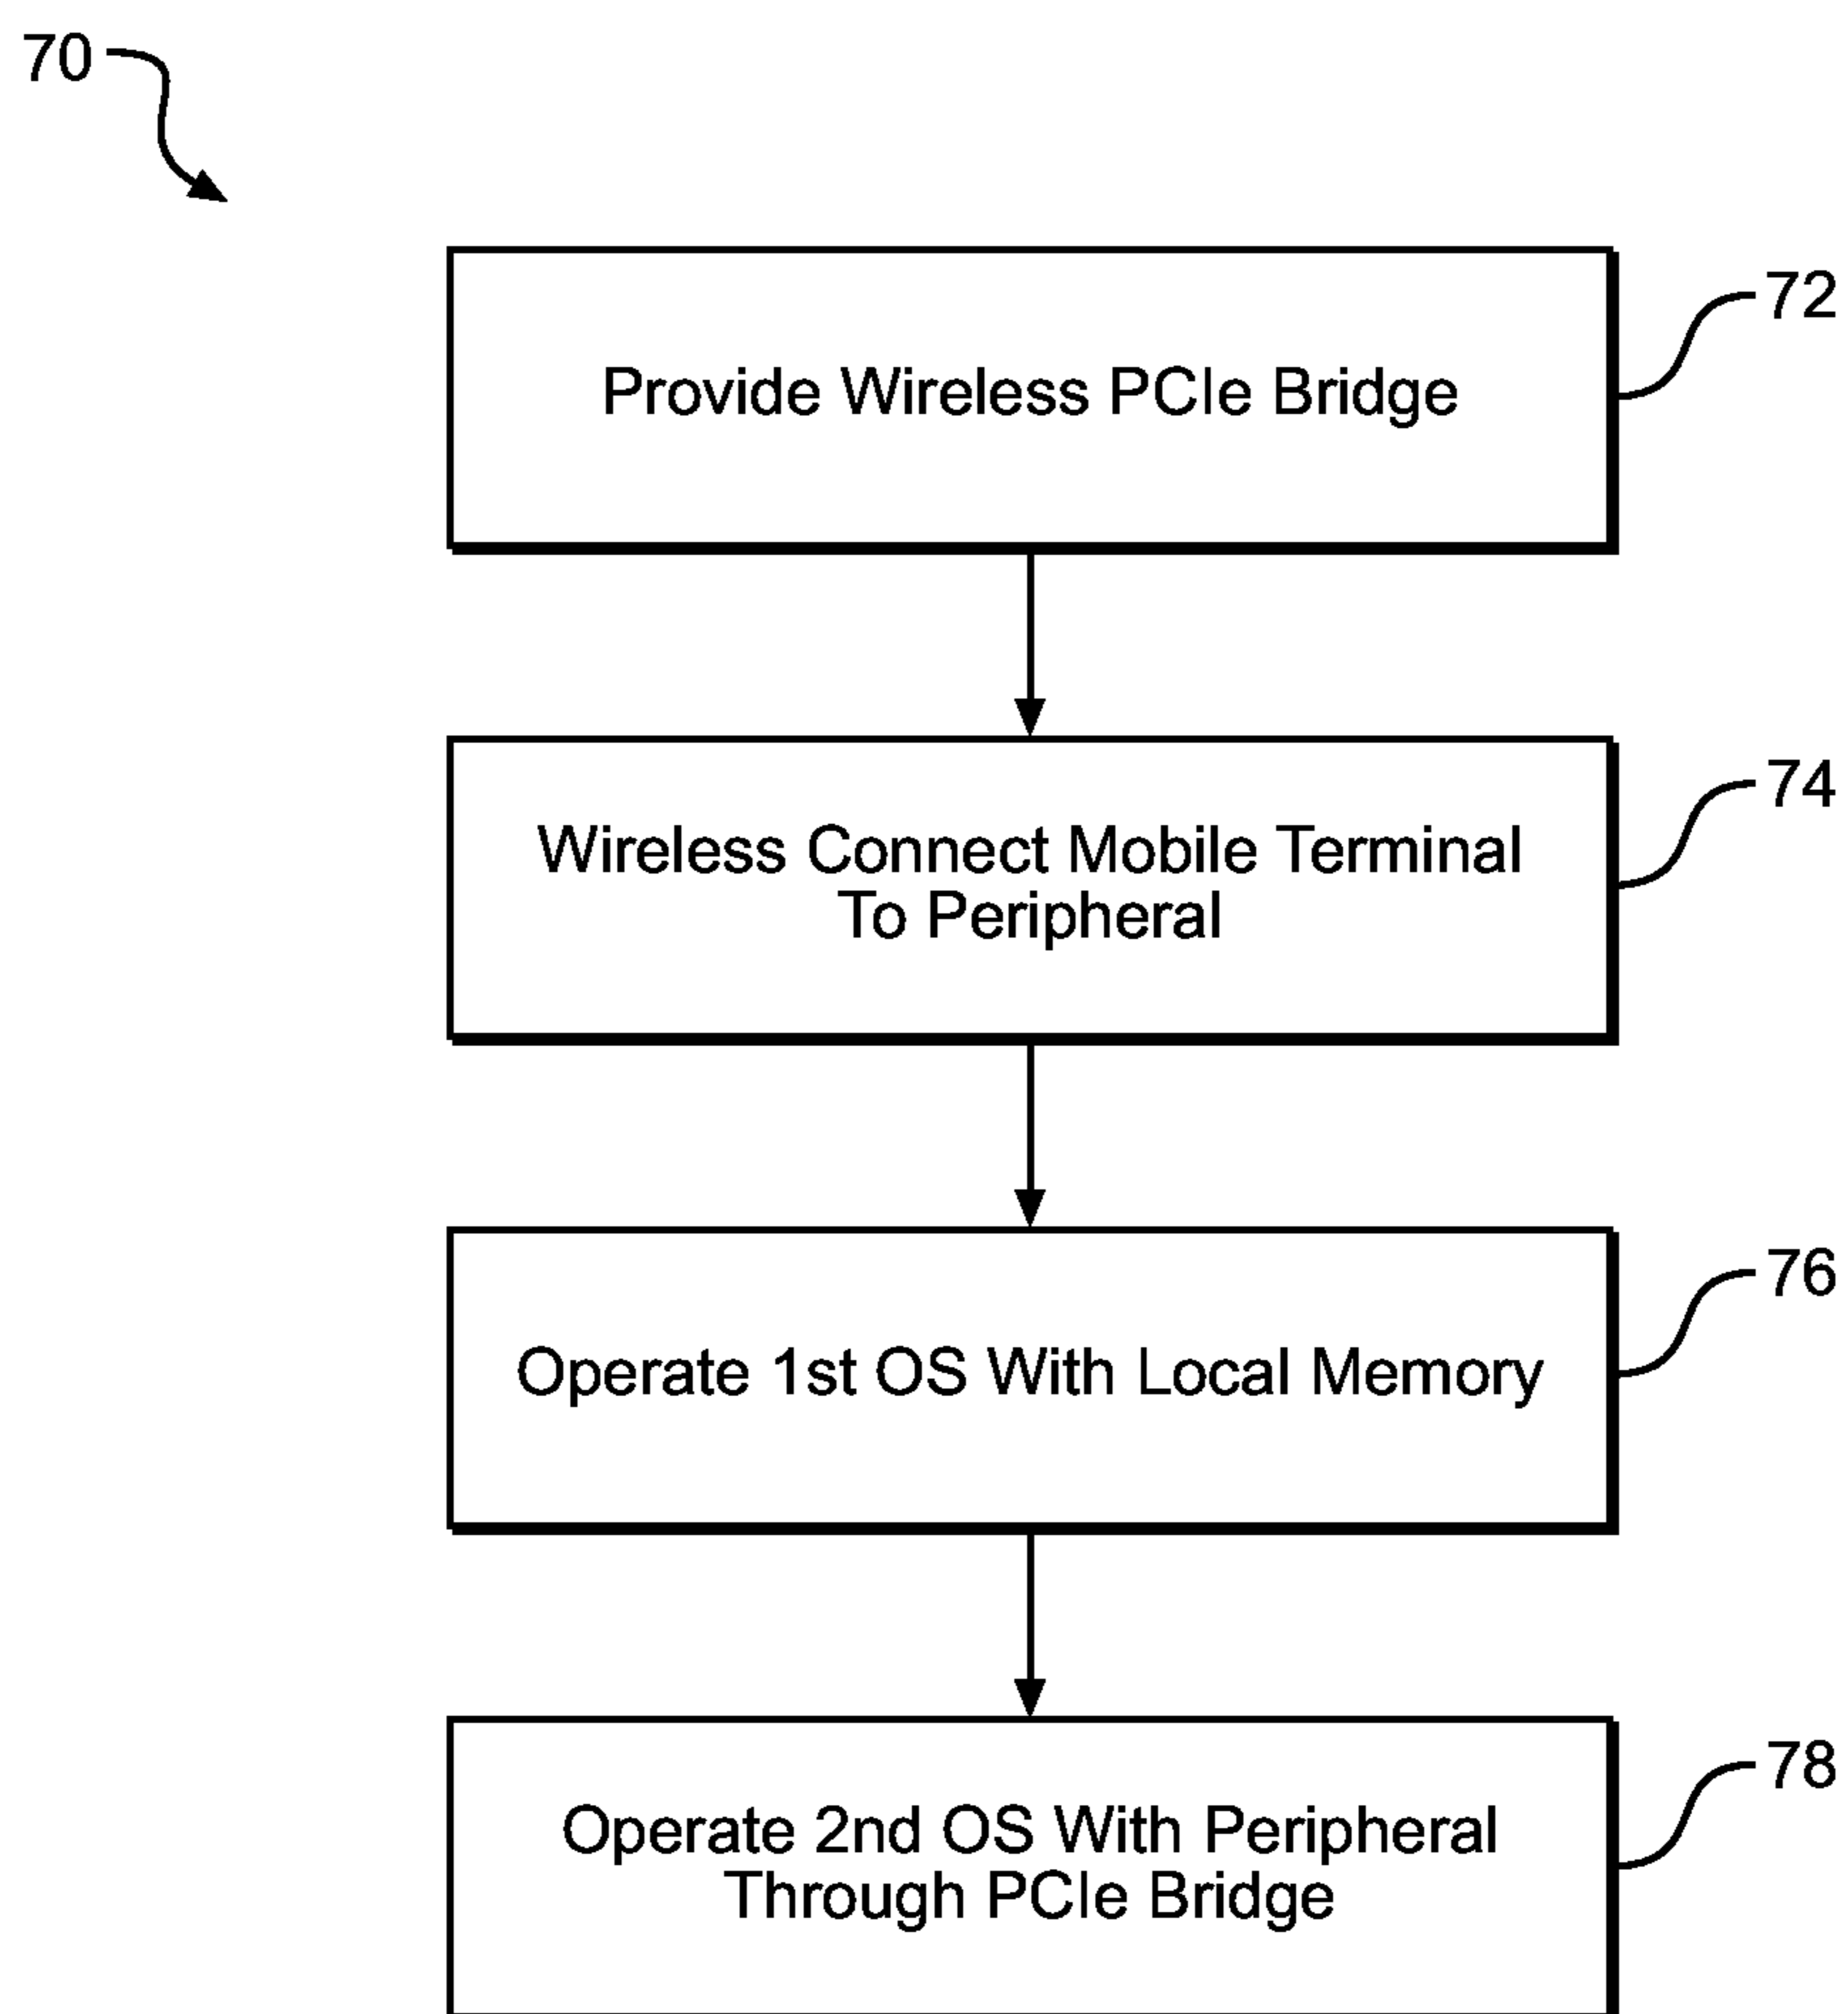 70
72
Provide Wireless PCIe Bridge
74
Wireless Connect Mobile Terminal
To Peripheral
76
Operate 1st OS With Local Memory
78
Operate 2nd OS With Peripheral
Through PCIe Bridge